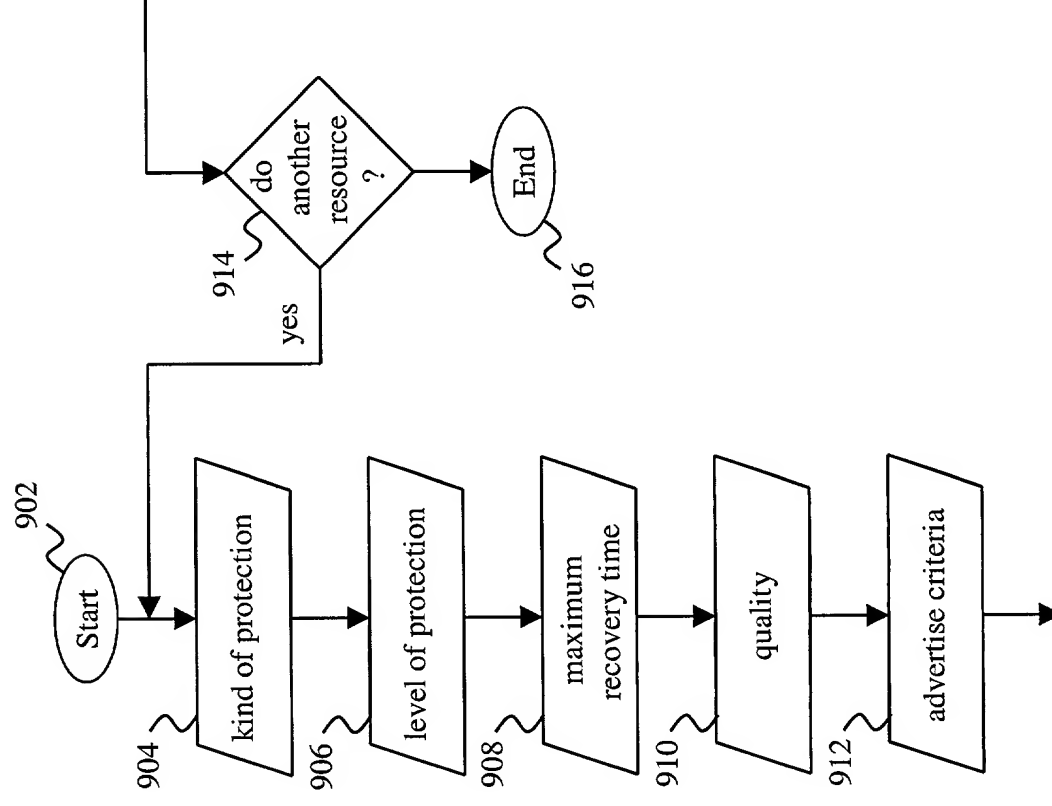 902
Start
904
kind of protection
906
level of protection
908
maximum
recovery time
910
quality
912
advertise criteria
914
do
another
resource
?
yes
End
916